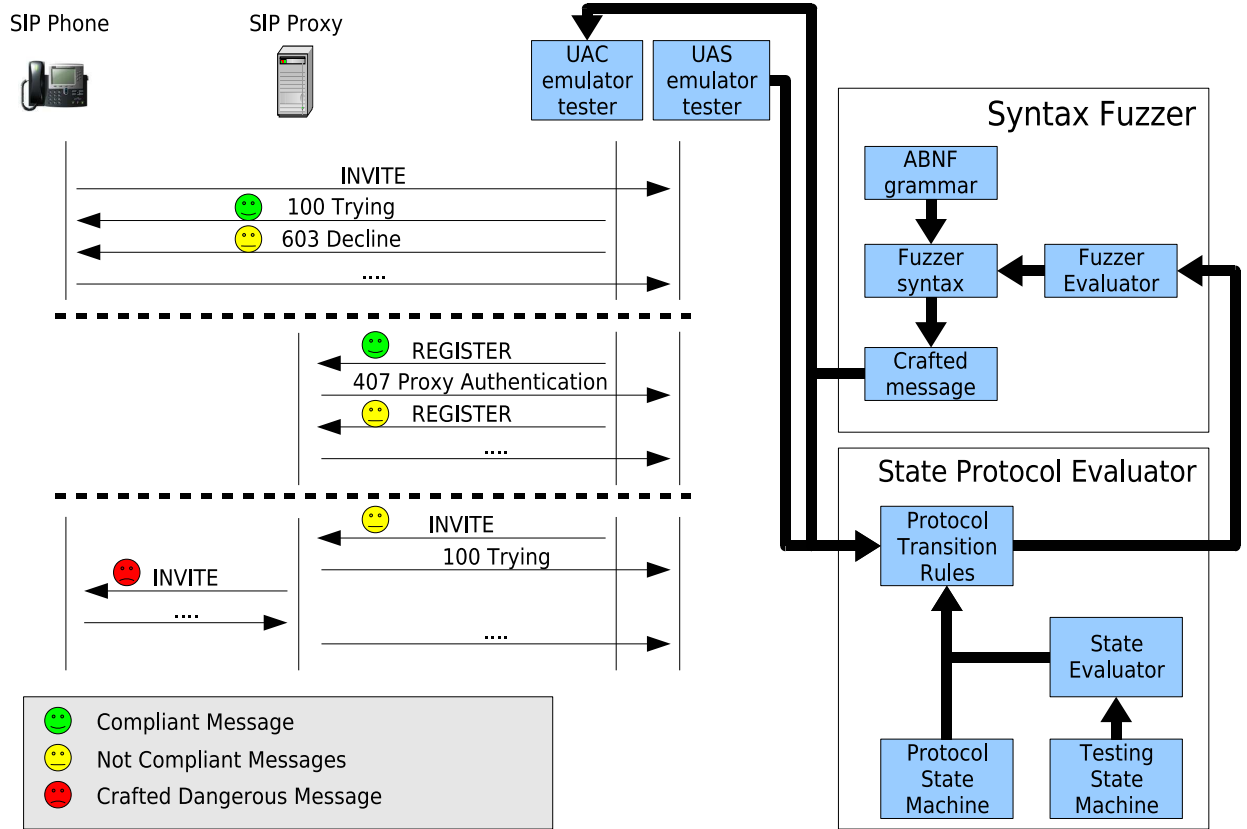 SIP Phone
SIP Proxy
UAC
emulator
tester
UAS
emulator
tester
INVITE
100 Trying
603 Decline
....
REGISTER
407 Proxy Authentication
REGISTER
....
INVITE
100 Trying
INVITE
....
....
Compliant Message
Not Compliant Messages
Crafted Dangerous Message
Syntax Fuzzer
ABNF
grammar
Fuzzer
syntax
Fuzzer
Evaluator
Crafted
message
State Protocol Evaluator
Protocol
Transition
Rules
State
Evaluator
Protocol
State
Machine
Testing
State
Machine